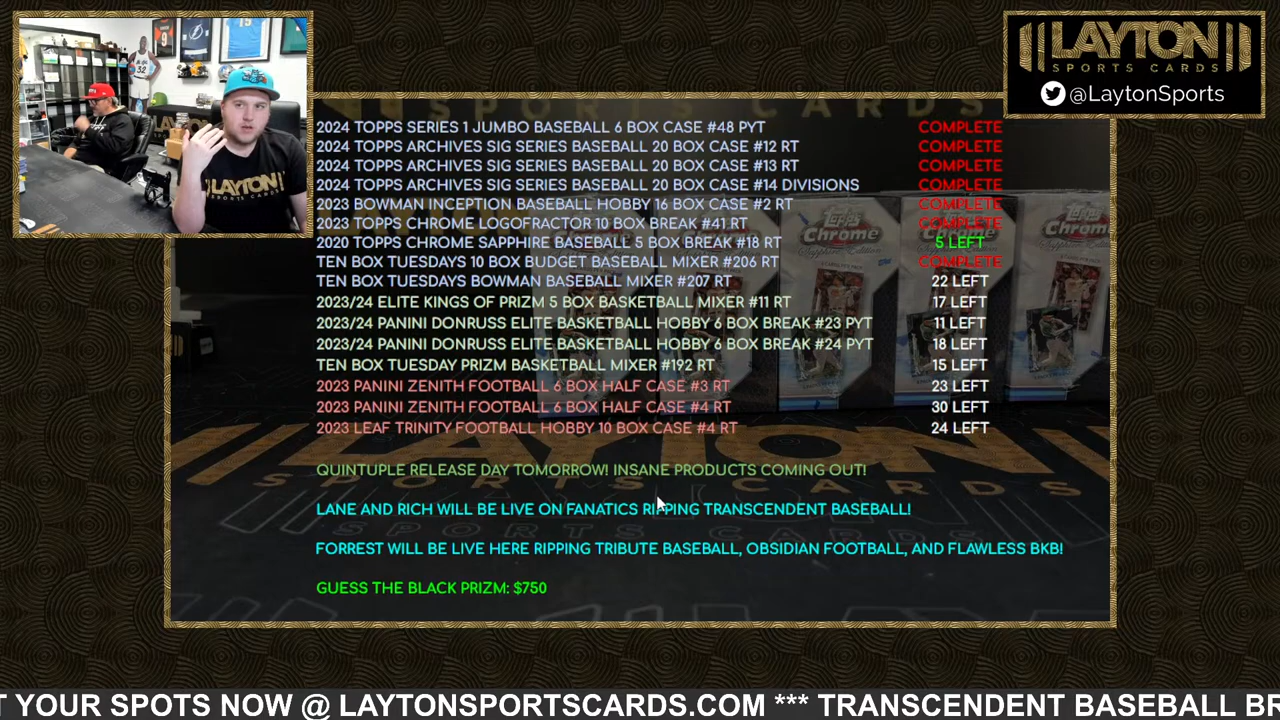 LAYTON
SPORTS CARDS
@LaytonSports
SPORTS CARDS
2024 TOPPS SERIES 1 JUMBO BASEBALL 6 BOX CASE #48 PYT COMPLETE
2024 TOPPS ARCHIVES SIG SERIES BASEBALL 20 BOX CASE #12 RT COMPLETE
2024 TOPPS ARCHIVES SIG SERIES BASEBALL 20 BOX CASE #13 RT COMPLETE
2024 TOPPS ARCHIVES SIG SERIES BASEBALL 20 BOX CASE #14 DIVISIONS COMPLETE
2023 BOWMAN INCEPTION BASEBALL HOBBY 16 BOX CASE #2 RT COMPLETE
2023 TOPPS CHROME LOGOFRACTOR 10 BOX BREAK #41 RT COMPLETE
2020 TOPPS CHROME SAPPHIRE BASEBALL 5 BOX BREAK #18 RT 5 LEFT
TEN BOX TUESDAYS 10 BOX BUDGET BASEBALL MIXER #206 RT COMPLETE
TEN BOX TUESDAYS BOWMAN BASEBALL MIXER #207 RT 22 LEFT
2023/24 ELITE KINGS OF PRIZM 5 BOX BASKETBALL MIXER #11 RT 17 LEFT
2023/24 PANINI DONRUSS ELITE BASKETBALL HOBBY 6 BOX BREAK #23 PYT 11 LEFT
2023/24 PANINI DONRUSS ELITE BASKETBALL HOBBY 6 BOX BREAK #24 PYT 18 LEFT
TEN BOX TUESDAY PRIZM BASKETBALL MIXER #192 RT 15 LEFT
2023 PANINI ZENITH FOOTBALL 6 BOX HALF CASE #3 RT 23 LEFT
2023 PANINI ZENITH FOOTBALL 6 BOX HALF CASE #4 RT 30 LEFT
2023 LEAF TRINITY FOOTBALL HOBBY 10 BOX CASE #4 RT 24 LEFT
QUINTUPLE RELEASE DAY TOMORROW! INSANE PRODUCTS COMING OUT!
LANE AND RICH WILL BE LIVE ON FANATICS RIPPING TRANSCENDENT BASEBALL!
FORREST WILL BE LIVE HERE RIPPING TRIBUTE BASEBALL, OBSIDIAN FOOTBALL, AND FLAWLESS BKB!
GUESS THE BLACK PRIZM: $750
Topps Chrome
Topps Chrome
LAYTON
SPORTS CARDS
LAYTON
T YOUR SPOTS NOW @ LAYTONSPORTSCARDS.COM *** TRANSCENDENT BASEBALL BR